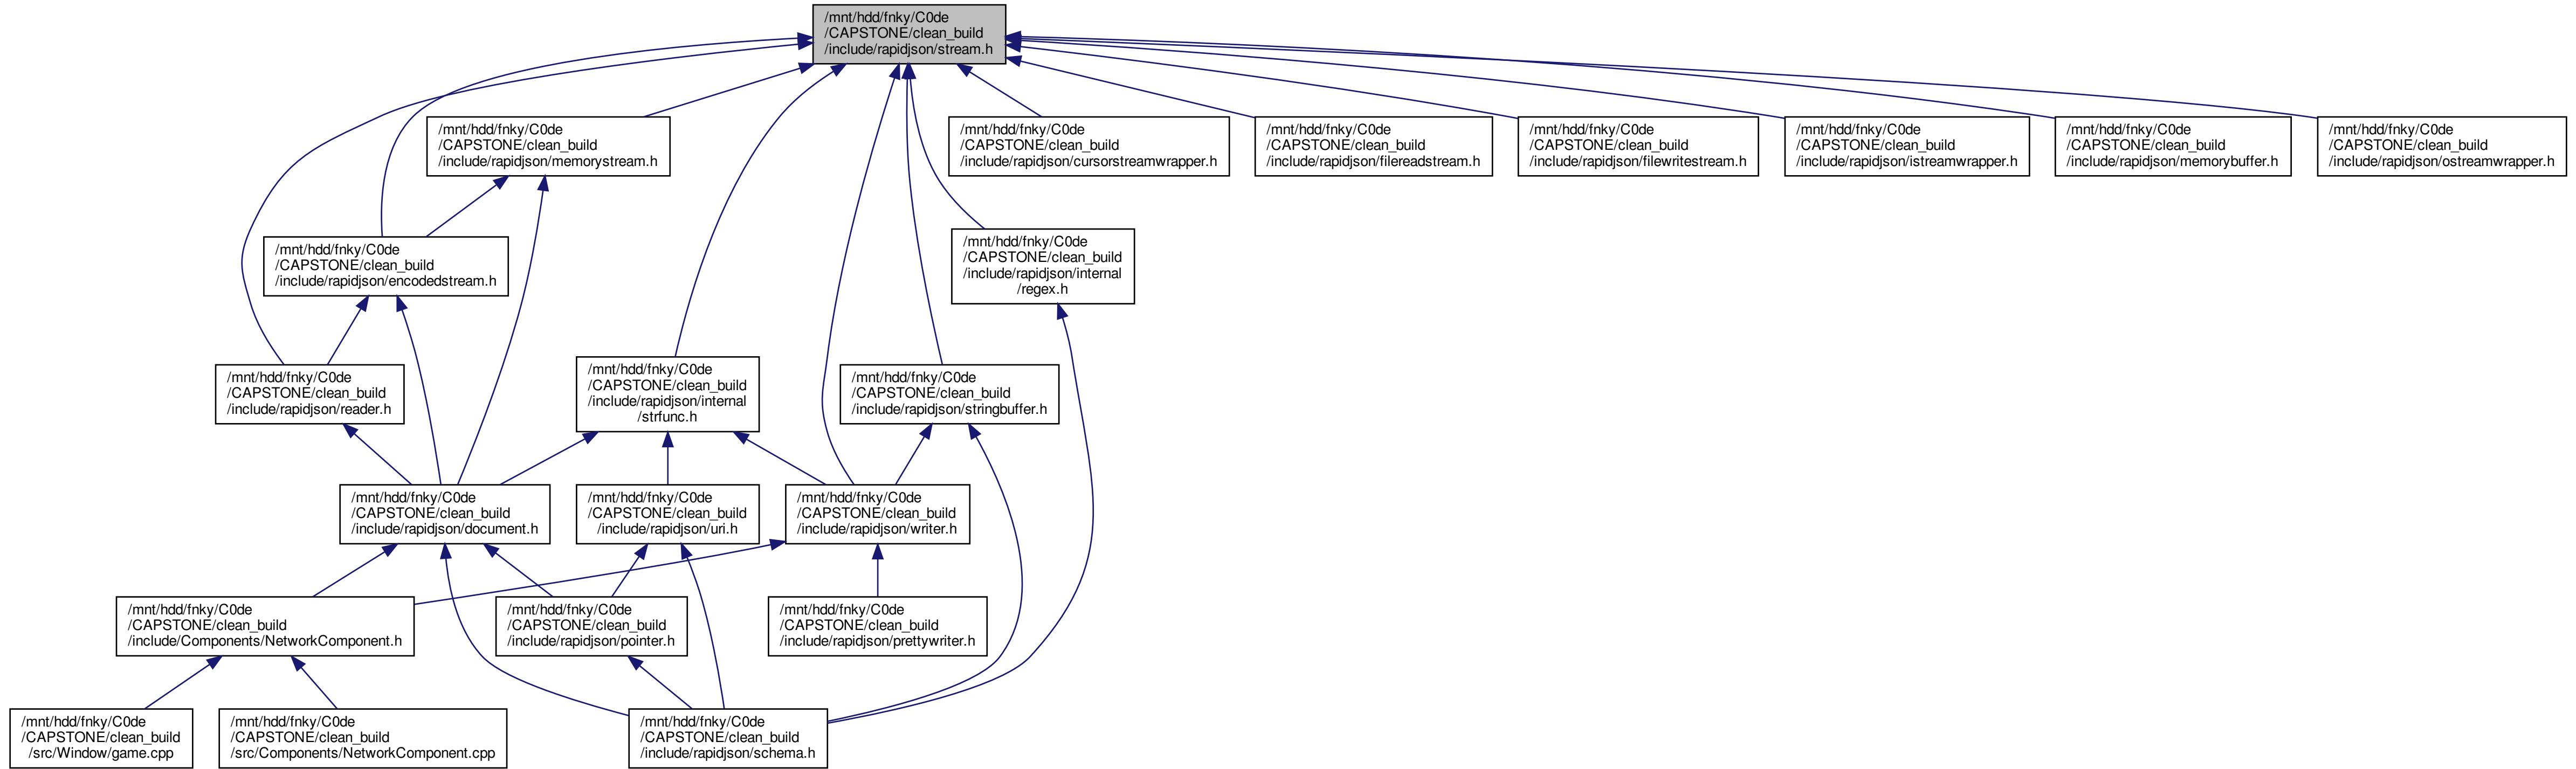 /mnt/hdd/fnky/C0de
/CAPSTONE/clean_build
/include/rapidjson/stream.h
/mnt/hdd/fnky/C0de
/CAPSTONE/clean_build
/include/rapidjson/memorystream.h
/mnt/hdd/fnky/C0de
/CAPSTONE/clean_build
/include/rapidjson/cursorstreamwrapper.h
/mnt/hdd/fnky/C0de
/CAPSTONE/clean_build
/include/rapidjson/filereadstream.h
/mnt/hdd/fnky/C0de
/CAPSTONE/clean_build
/include/rapidjson/filewritestream.h
/mnt/hdd/fnky/C0de
/CAPSTONE/clean_build
/include/rapidjson/istreamwrapper.h
/mnt/hdd/fnky/C0de
/CAPSTONE/clean_build
/include/rapidjson/memorybuffer.h
/mnt/hdd/fnky/C0de
/CAPSTONE/clean_build
/include/rapidjson/ostreamwrapper.h
/mnt/hdd/fnky/C0de
/CAPSTONE/clean_build
/include/rapidjson/encodedstream.h
/mnt/hdd/fnky/C0de
/CAPSTONE/clean_build
/include/rapidjson/internal
/regex.h
/mnt/hdd/fnky/C0de
/CAPSTONE/clean_build
/include/rapidjson/reader.h
/mnt/hdd/fnky/C0de
/CAPSTONE/clean_build
/include/rapidjson/internal
/strfunc.h
/mnt/hdd/fnky/C0de
/CAPSTONE/clean_build
/include/rapidjson/stringbuffer.h
/mnt/hdd/fnky/C0de
/CAPSTONE/clean_build
/include/rapidjson/document.h
/mnt/hdd/fnky/C0de
/CAPSTONE/clean_build
/include/rapidjson/uri.h
/mnt/hdd/fnky/C0de
/CAPSTONE/clean_build
/include/rapidjson/writer.h
/mnt/hdd/fnky/C0de
/CAPSTONE/clean_build
/include/Components/NetworkComponent.h
/mnt/hdd/fnky/C0de
/CAPSTONE/clean_build
/include/rapidjson/pointer.h
/mnt/hdd/fnky/C0de
/CAPSTONE/clean_build
/include/rapidjson/prettywriter.h
/mnt/hdd/fnky/C0de
/CAPSTONE/clean_build
/src/Window/game.cpp
/mnt/hdd/fnky/C0de
/CAPSTONE/clean_build
/src/Components/NetworkComponent.cpp
/mnt/hdd/fnky/C0de
/CAPSTONE/clean_build
/include/rapidjson/schema.h